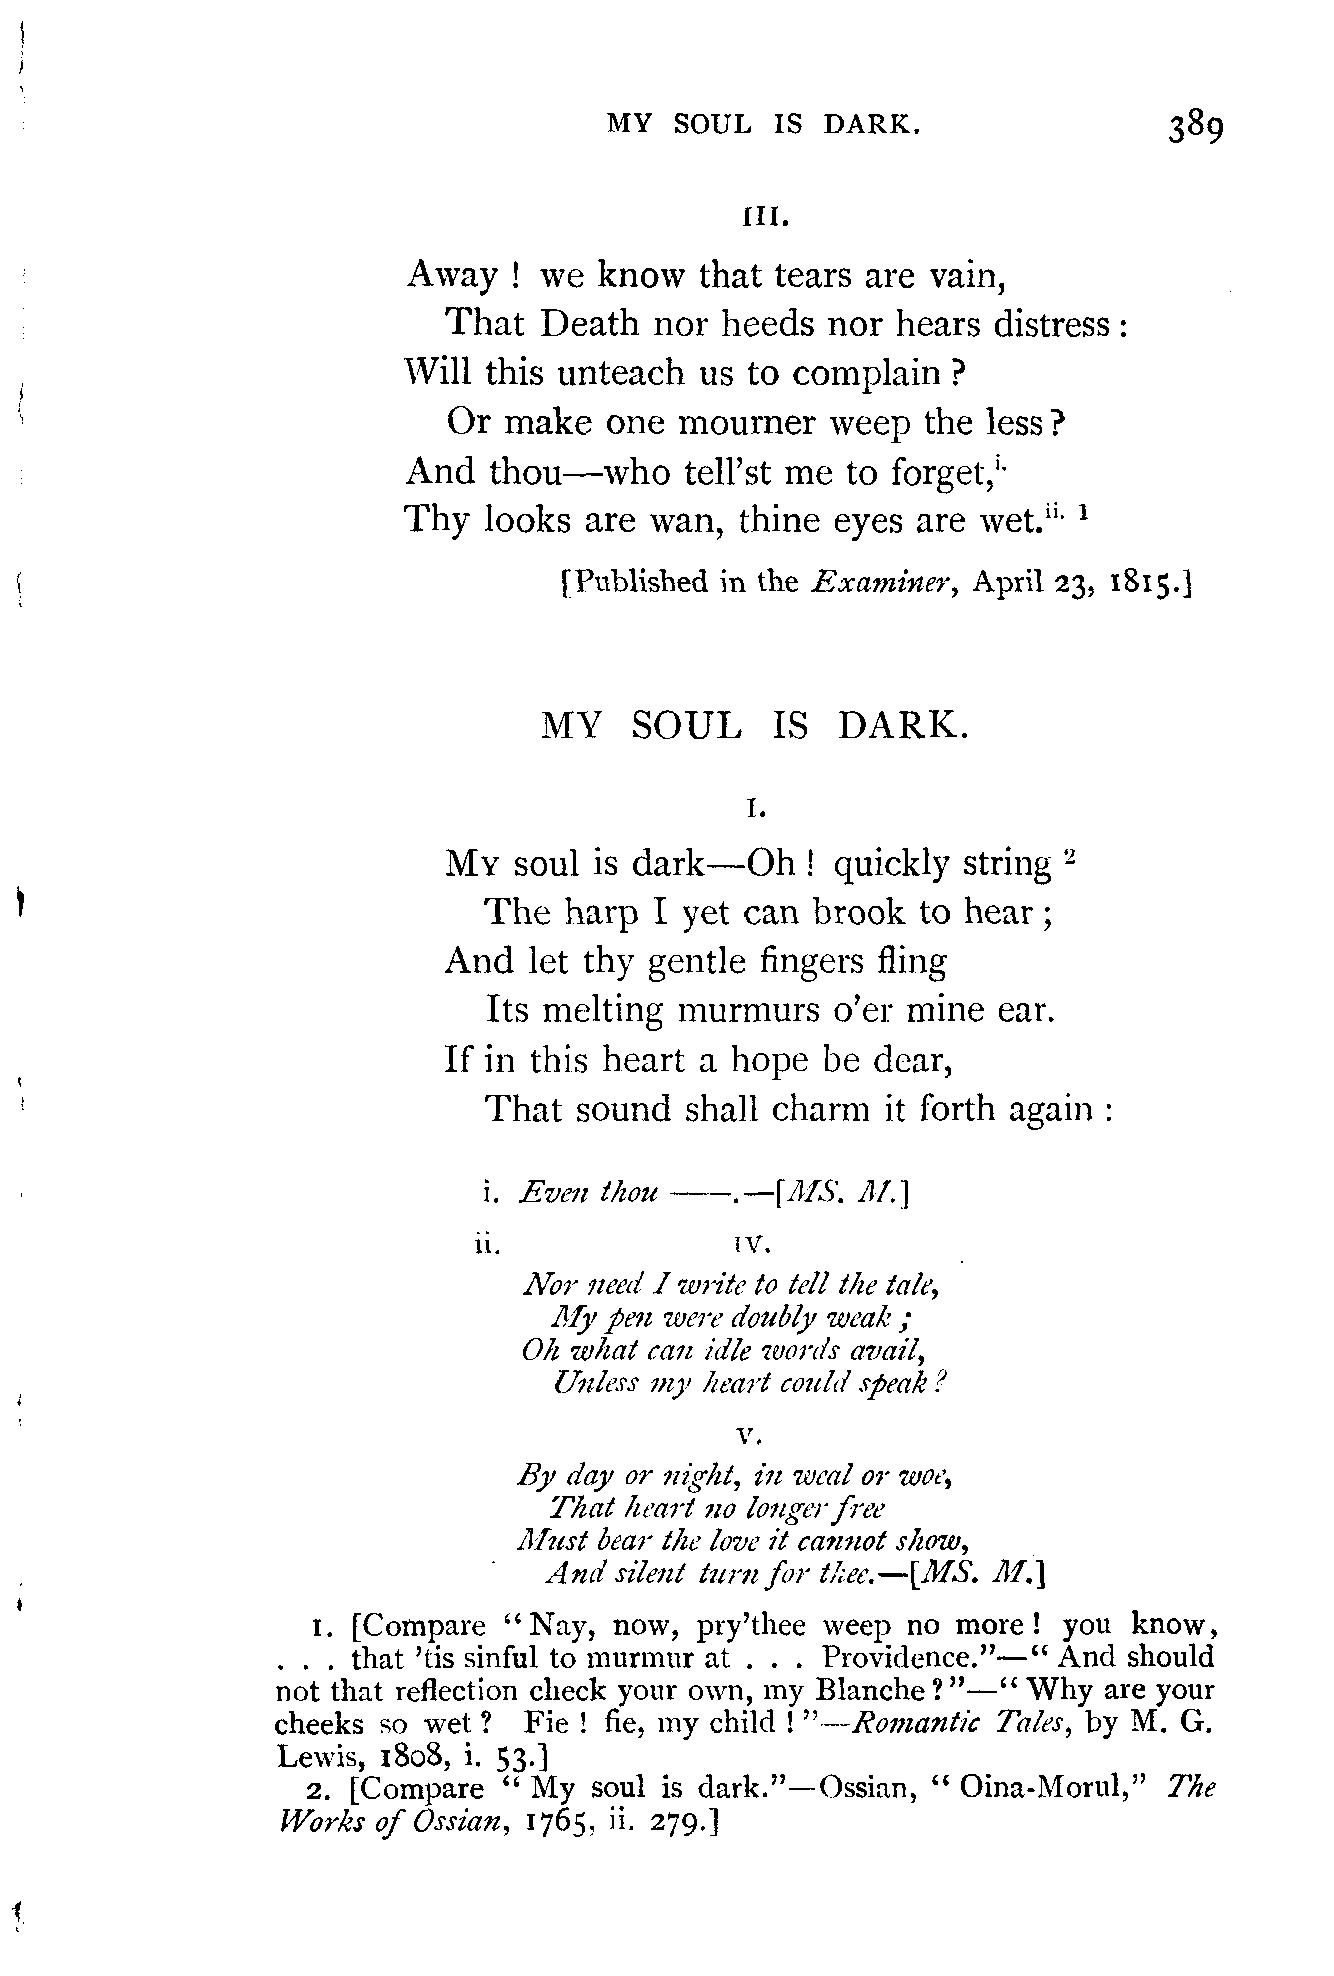 MY SOUL IS DARK. 389
III.
Away ! we know that tears are vain,
That Death nor heeds nor hears distress :
Will this unteach us to complain ?
Or make one mourner weep the less ?
And thou—who tell'st me to forget,i.
Thy looks are wan, thine eyes are wet.ii. 1
[Published in the Examiner, April 23, 1815.]
MY SOUL IS DARK.
I.
MY soul is dark—Oh ! quickly string 2
The harp I yet can brook to hear ;
And let thy gentle fingers fling
Its melting murmurs o'er mine ear.
If in this heart a hope be dear,
That sound shall charm it forth again :
i. Even thou ——.—[MS. M.]
ii. IV.
Nor need I write to tell the tale,
My pen were doubly weak ;
Oh what can idle words avail,
Unless my heart could speak ?
V.
By day or night, in weal or woe,
That heart no longer free
Must bear the love it cannot show,
And silent turn for thee.—[MS. M.]
1. [Compare "Nay, now, pry'thee weep no more ! you know,
. . . that 'tis sinful to murmur at . . . Providence."—"And should
not that reflection check your own, my Blanche ?"—"Why are your
cheeks so wet ? Fie ! fie, my child !"—Romantic Tales, by M. G.
Lewis, 1808, i. 53.]
2. [Compare "My soul is dark."—Ossian, "Oina-Morul," The
Works of Ossian, 1765, ii. 279.]